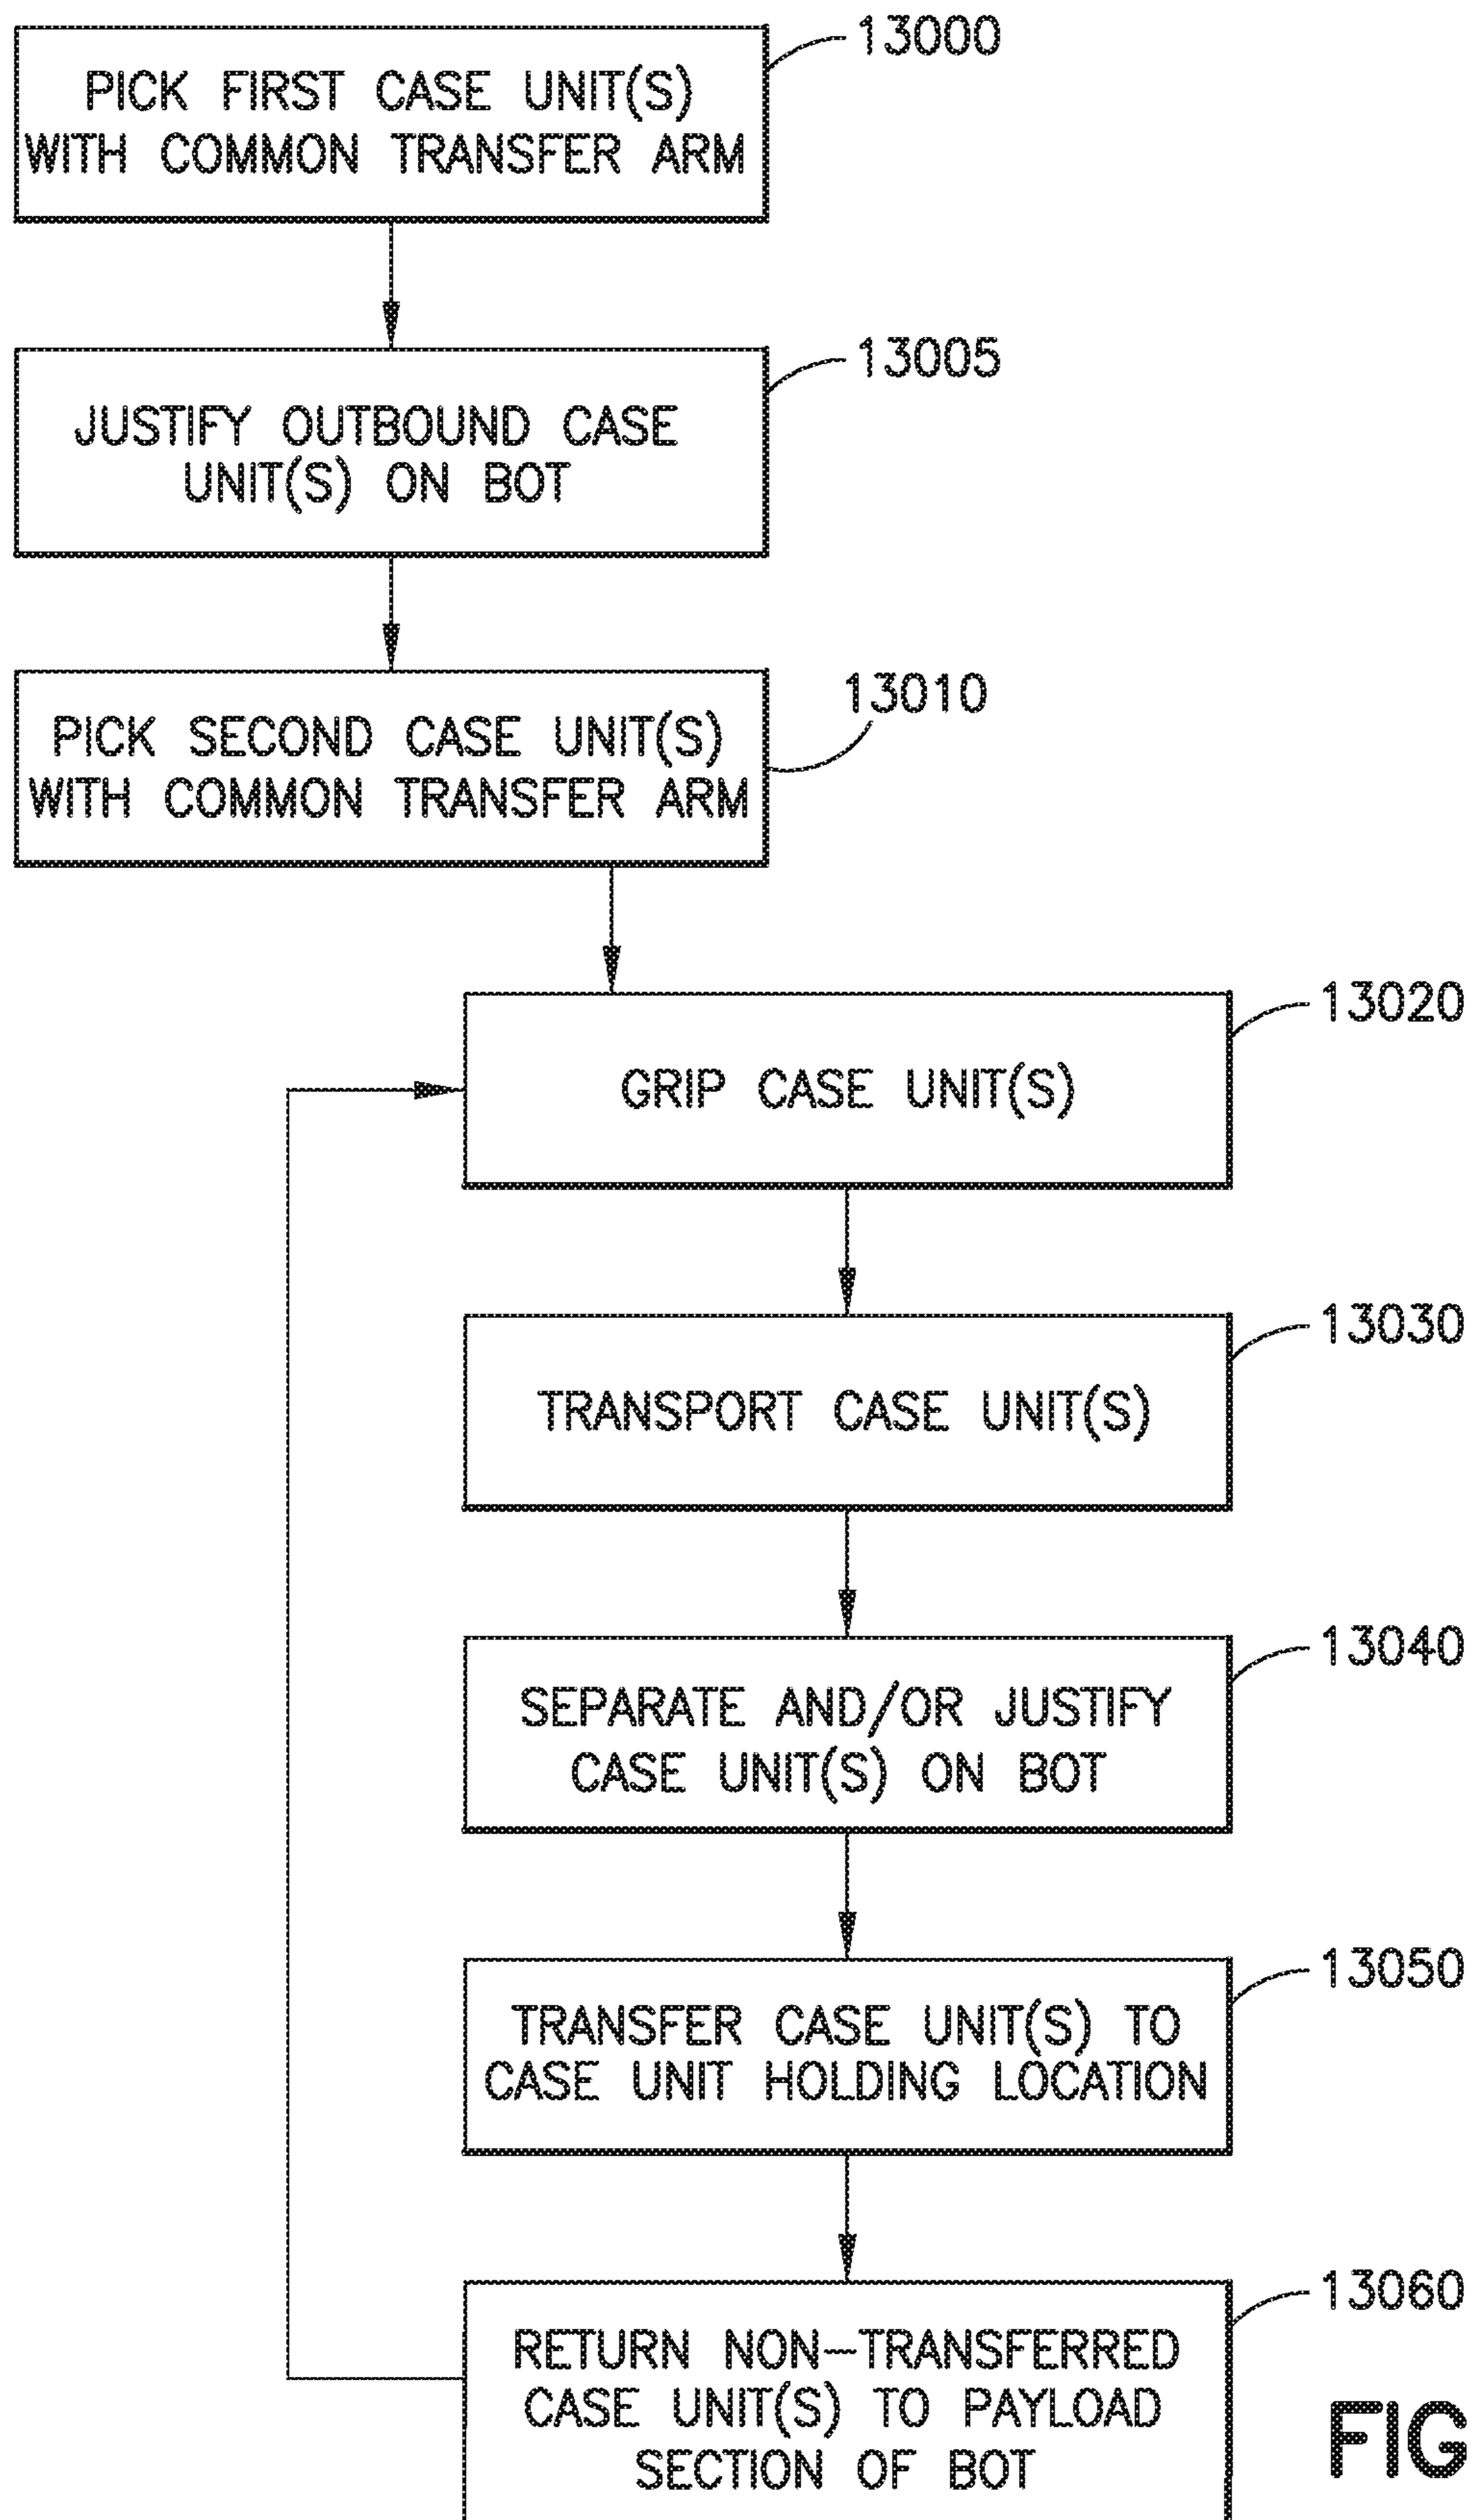 13000
PICK FIRST CASE UNIT(S)
WITH COMMON TRANSFER ARM
13005
JUSTIFY OUTBOUND CASE
UNIT(S) ON BOT
13010
PICK SECOND CASE UNIT(S)
WITH COMMON TRANSFER ARM
13020
GRIP CASE UNIT(S)
13030
TRANSPORT CASE UNIT(S)
13040
SEPARATE AND/OR JUSTIFY
CASE UNIT(S) ON BOT
13050
TRANSFER CASE UNIT(S) TO
CASE UNIT HOLDING LOCATION
13060
RETURN NON-TRANSFERRED
CASE UNIT(S) TO PAYLOAD
SECTION OF BOT
FIG